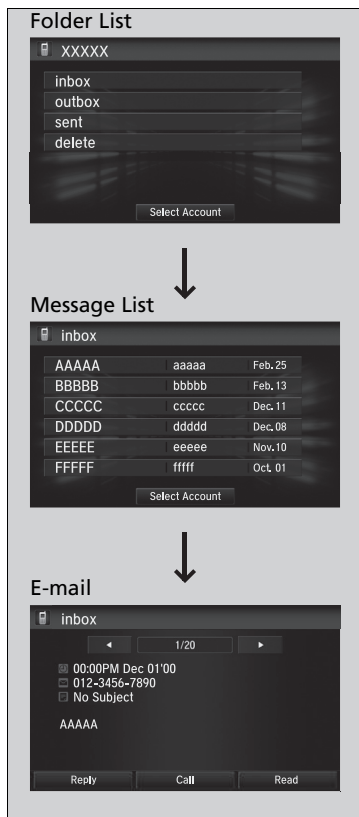 Folder List
XXXXX
inbox
outbox
sent
delete
Select Account
Message List
inbox
AAAAA aaaaa Feb. 25
BBBBB bbbbb Feb. 13
CCCCC ccccc Dec. 11
DDDDD ddddd Dec. 08
EEEEE eeeee Nov. 10
FFFFF fffff Oct. 01
Select Account
E-mail
inbox
◄ 1/20 ►
00:00PM Dec 01'00
012-3456-7890
No Subject
AAAAA
Reply Call Read